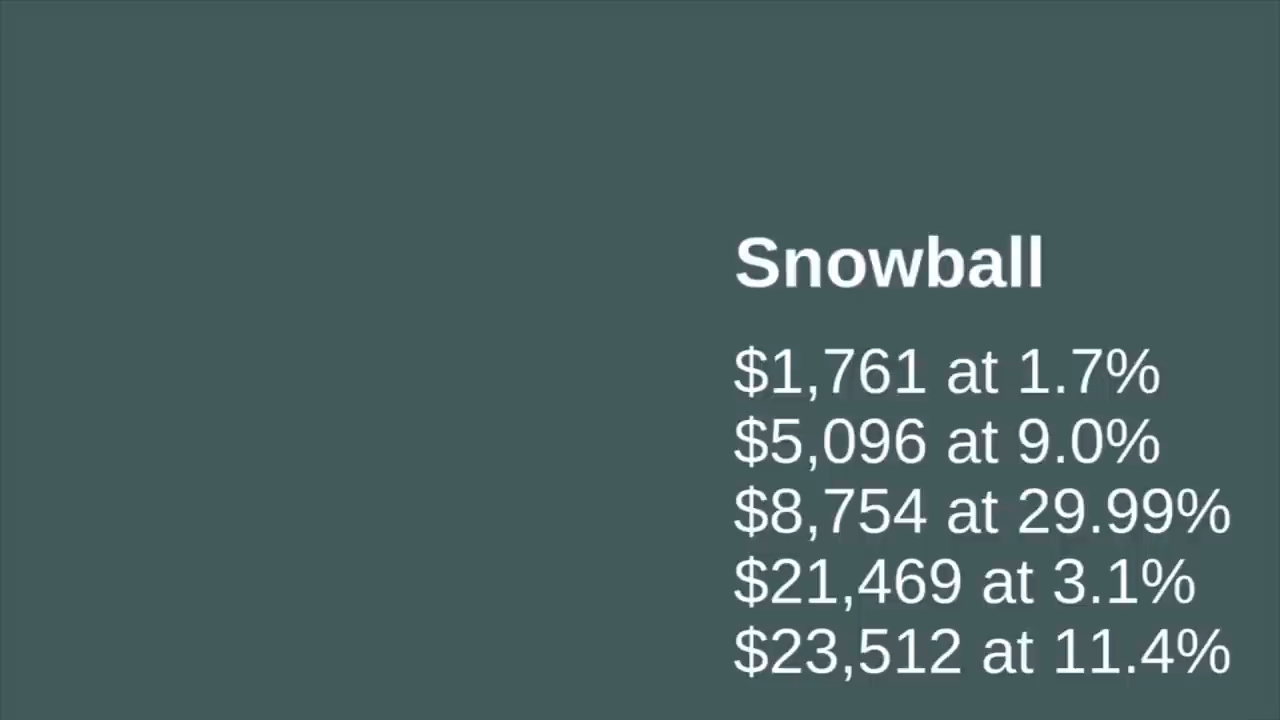 Snowball
$1,761 at 1.7%
$5,096 at 9.0%
$8,754 at 29.99%
$21,469 at 3.1%
$23,512 at 11.4%